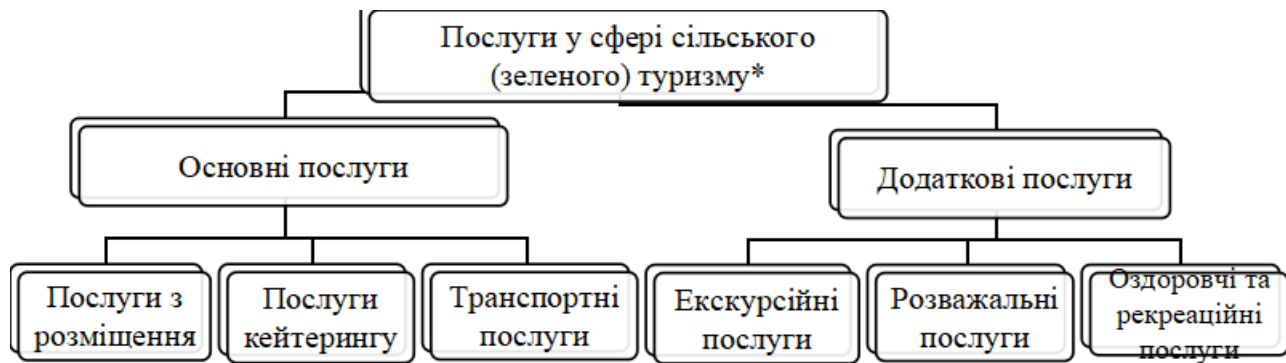 Послуги у сфері сільського
(зеленого) туризму*
Основні послуги
Додаткові послуги
Послуги з
розміщення
Послуги
кейтерингу
Транспортні
послуги
Екскурсійні
послуги
Розважальні
послуги
Оздоровчі та
рекреаційні
послуги